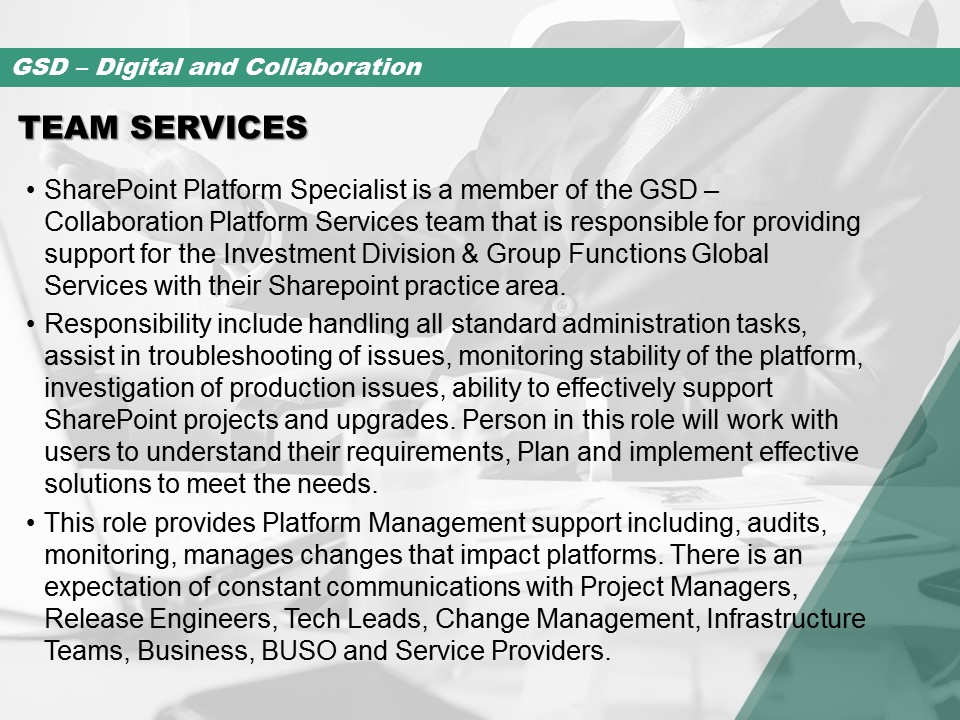 GSD – Digital and Collaboration
TEAM SERVICES
• SharePoint Platform Specialist is a member of the GSD –
Collaboration Platform Services team that is responsible for providing
support for the Investment Division & Group Functions Global
Services with their Sharepoint practice area.
• Responsibility include handling all standard administration tasks,
assist in troubleshooting of issues, monitoring stability of the platform,
investigation of production issues, ability to effectively support
SharePoint projects and upgrades. Person in this role will work with
users to understand their requirements, Plan and implement effective
solutions to meet the needs.
• This role provides Platform Management support including, audits,
monitoring, manages changes that impact platforms. There is an
expectation of constant communications with Project Managers,
Release Engineers, Tech Leads, Change Management, Infrastructure
Teams, Business, BUSO and Service Providers.